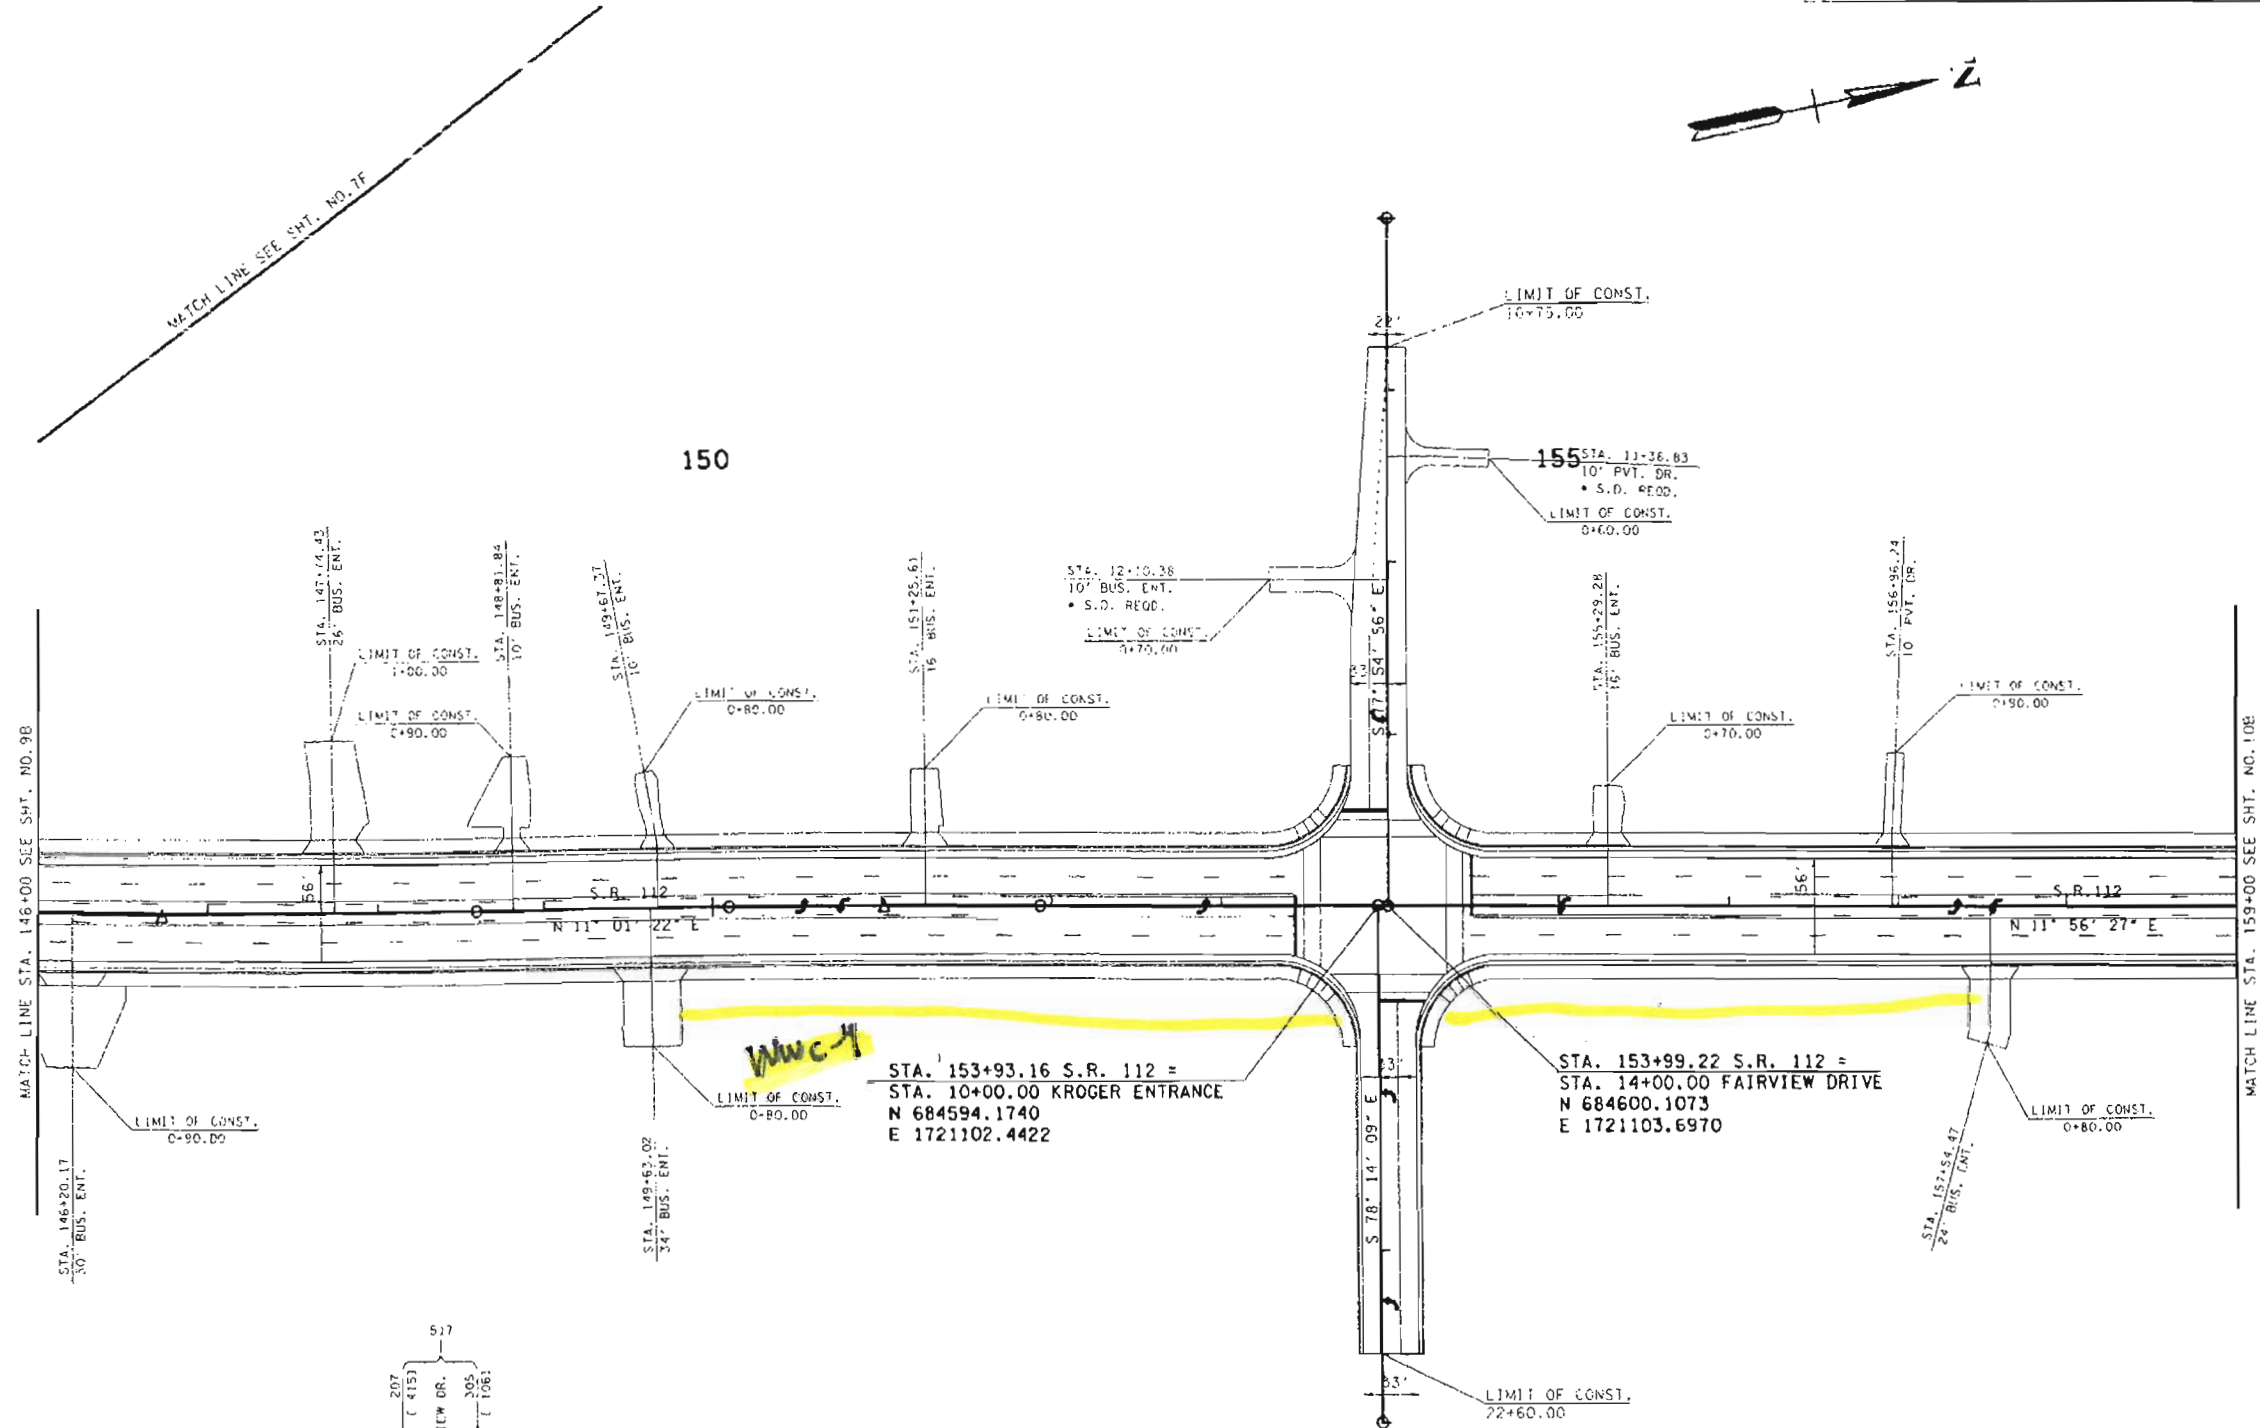 N
MATCH LINE SEE SHT. NO. 7F
LIMIT OF CONST.
10+75.00
22'
150
155
STA. 11+36.83
10' PVT. DR.
• S.D. REQD.
LIMIT OF CONST.
0+60.00
STA. 147+74.43
26' BUS. ENT.
LIMIT OF CONST.
1+00.00
STA. 148+81.84
10' BUS. ENT.
LIMIT OF CONST.
0+90.00
STA. 149+67.37
10' BUS. ENT.
LIMIT OF CONST.
0+80.00
STA. 151+25.61
16' BUS. ENT.
LIMIT OF CONST.
0+80.00
STA. 12+10.38
10' BUS. ENT.
• S.D. REQD.
LIMIT OF CONST.
0+70.00
S 77° 54' 56" E
33'
STA. 155+29.28
16' BUS. ENT.
LIMIT OF CONST.
0+70.00
STA. 156+96.24
10' PVT. DR.
LIMIT OF CONST.
0+90.00
MATCH LINE STA. 146+00 SEE SHT. NO. 9B
56'
S.R. 112
N 11° 01' 22" E
56'
S.R. 112
N 11° 56' 27" E
MATCH LINE STA. 159+00 SEE SHT. NO. 10B
WWC-4
STA. 153+93.16 S.R. 112 =
STA. 10+00.00 KROGER ENTRANCE
N 684594.1740
E 1721102.4422
STA. 153+99.22 S.R. 112 =
STA. 14+00.00 FAIRVIEW DRIVE
N 684600.1073
E 1721103.6970
LIMIT OF CONST.
0+90.00
STA. 146+20.17
30' BUS. ENT.
LIMIT OF CONST.
0+80.00
STA. 149+63.02
34' BUS. ENT.
S 78° 14' 09" E
LIMIT OF CONST.
0+80.00
STA. 157+54.47
24' BUS. ENT.
33'
LIMIT OF CONST.
22+60.00
517
207
EW DR.
305